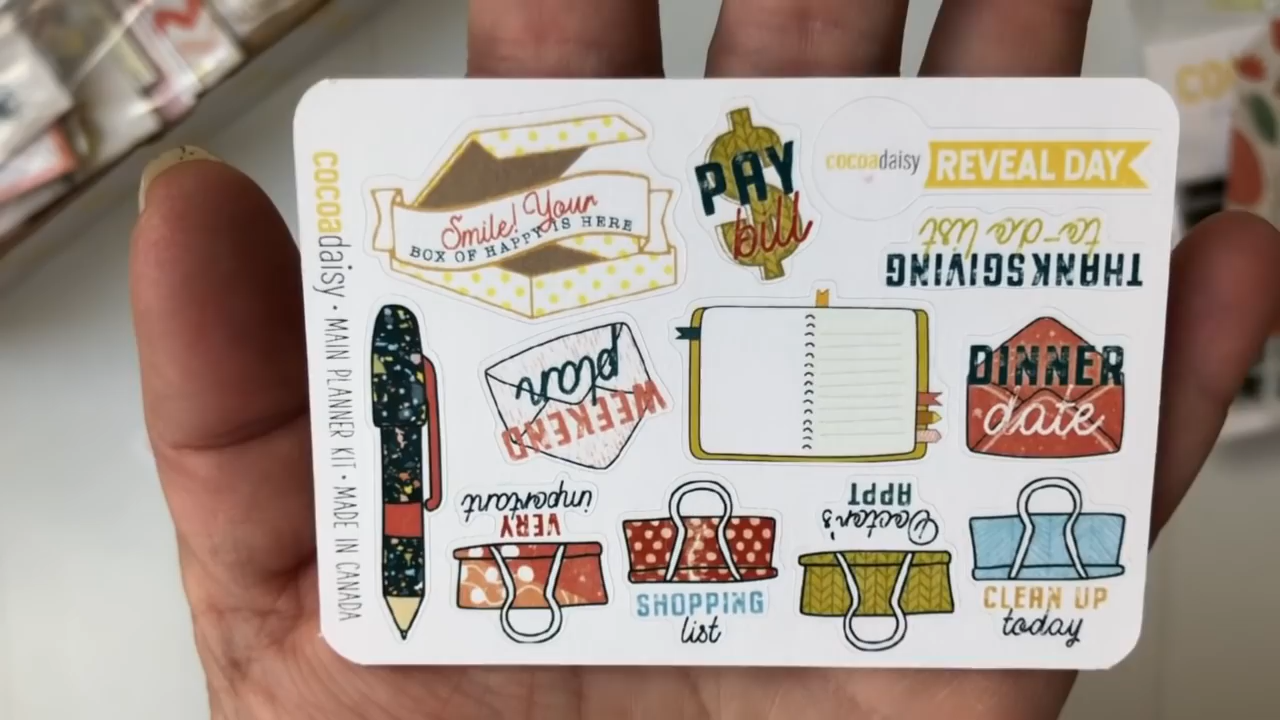 cocoadaisy • MAIN PLANNER KIT • MADE IN CANADA
Smile! Your
BOX OF HAPPY IS HERE
PAY
bill
cocoadaisy
REVEAL DAY
THANKSGIVING
to-do list
WEEKEND
plan
DINNER
date
VERY
important
SHOPPING
list
Doctor's
APPT
CLEAN UP
today